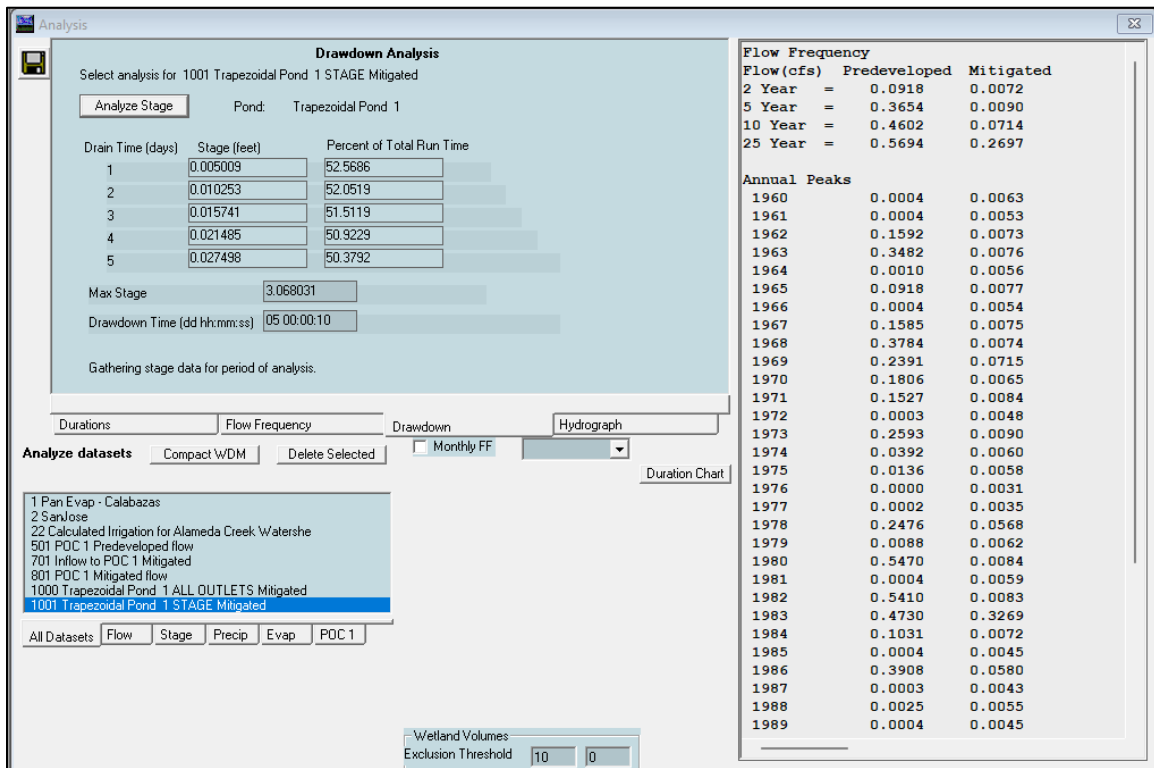 Analysis
Drawdown Analysis
Select analysis for 1001 Trapezoidal Pond 1 STAGE Mitigated
Analyze Stage Pond: Trapezoidal Pond 1
Drain Time (days) Stage (feet) Percent of Total Run Time
1 0.005009 52.5686
2 0.010253 52.0519
3 0.015741 51.5119
4 0.021485 50.9229
5 0.027498 50.3792
Max Stage 3.068031
Drawdown Time (dd hh:mm:ss) 05 00:00:10
Gathering stage data for period of analysis.
Durations Flow Frequency Drawdown Hydrograph
Analyze datasets Compact WDM Delete Selected Monthly FF
Duration Chart
1 Pan Evap - Calabazas
2 SanJose
22 Calculated Irrigation for Alameda Creek Watershe
501 POC 1 Predeveloped flow
701 Inflow to POC 1 Mitigated
801 POC 1 Mitigated flow
1000 Trapezoidal Pond 1 ALL OUTLETS Mitigated
1001 Trapezoidal Pond 1 STAGE Mitigated
All Datasets Flow Stage Precip Evap POC 1
Wetland Volumes
Exclusion Threshold 10 0
Flow Frequency
Flow(cfs) Predeveloped Mitigated
2 Year = 0.0918 0.0072
5 Year = 0.3654 0.0090
10 Year = 0.4602 0.0714
25 Year = 0.5694 0.2697
Annual Peaks
1960 0.0004 0.0063
1961 0.0004 0.0053
1962 0.1592 0.0073
1963 0.3482 0.0076
1964 0.0010 0.0056
1965 0.0918 0.0077
1966 0.0004 0.0054
1967 0.1585 0.0075
1968 0.3784 0.0074
1969 0.2391 0.0715
1970 0.1806 0.0065
1971 0.1527 0.0084
1972 0.0003 0.0048
1973 0.2593 0.0090
1974 0.0392 0.0060
1975 0.0136 0.0058
1976 0.0000 0.0031
1977 0.0002 0.0035
1978 0.2476 0.0568
1979 0.0088 0.0062
1980 0.5470 0.0084
1981 0.0004 0.0059
1982 0.5410 0.0083
1983 0.4730 0.3269
1984 0.1031 0.0072
1985 0.0004 0.0045
1986 0.3908 0.0580
1987 0.0003 0.0043
1988 0.0025 0.0055
1989 0.0004 0.0045